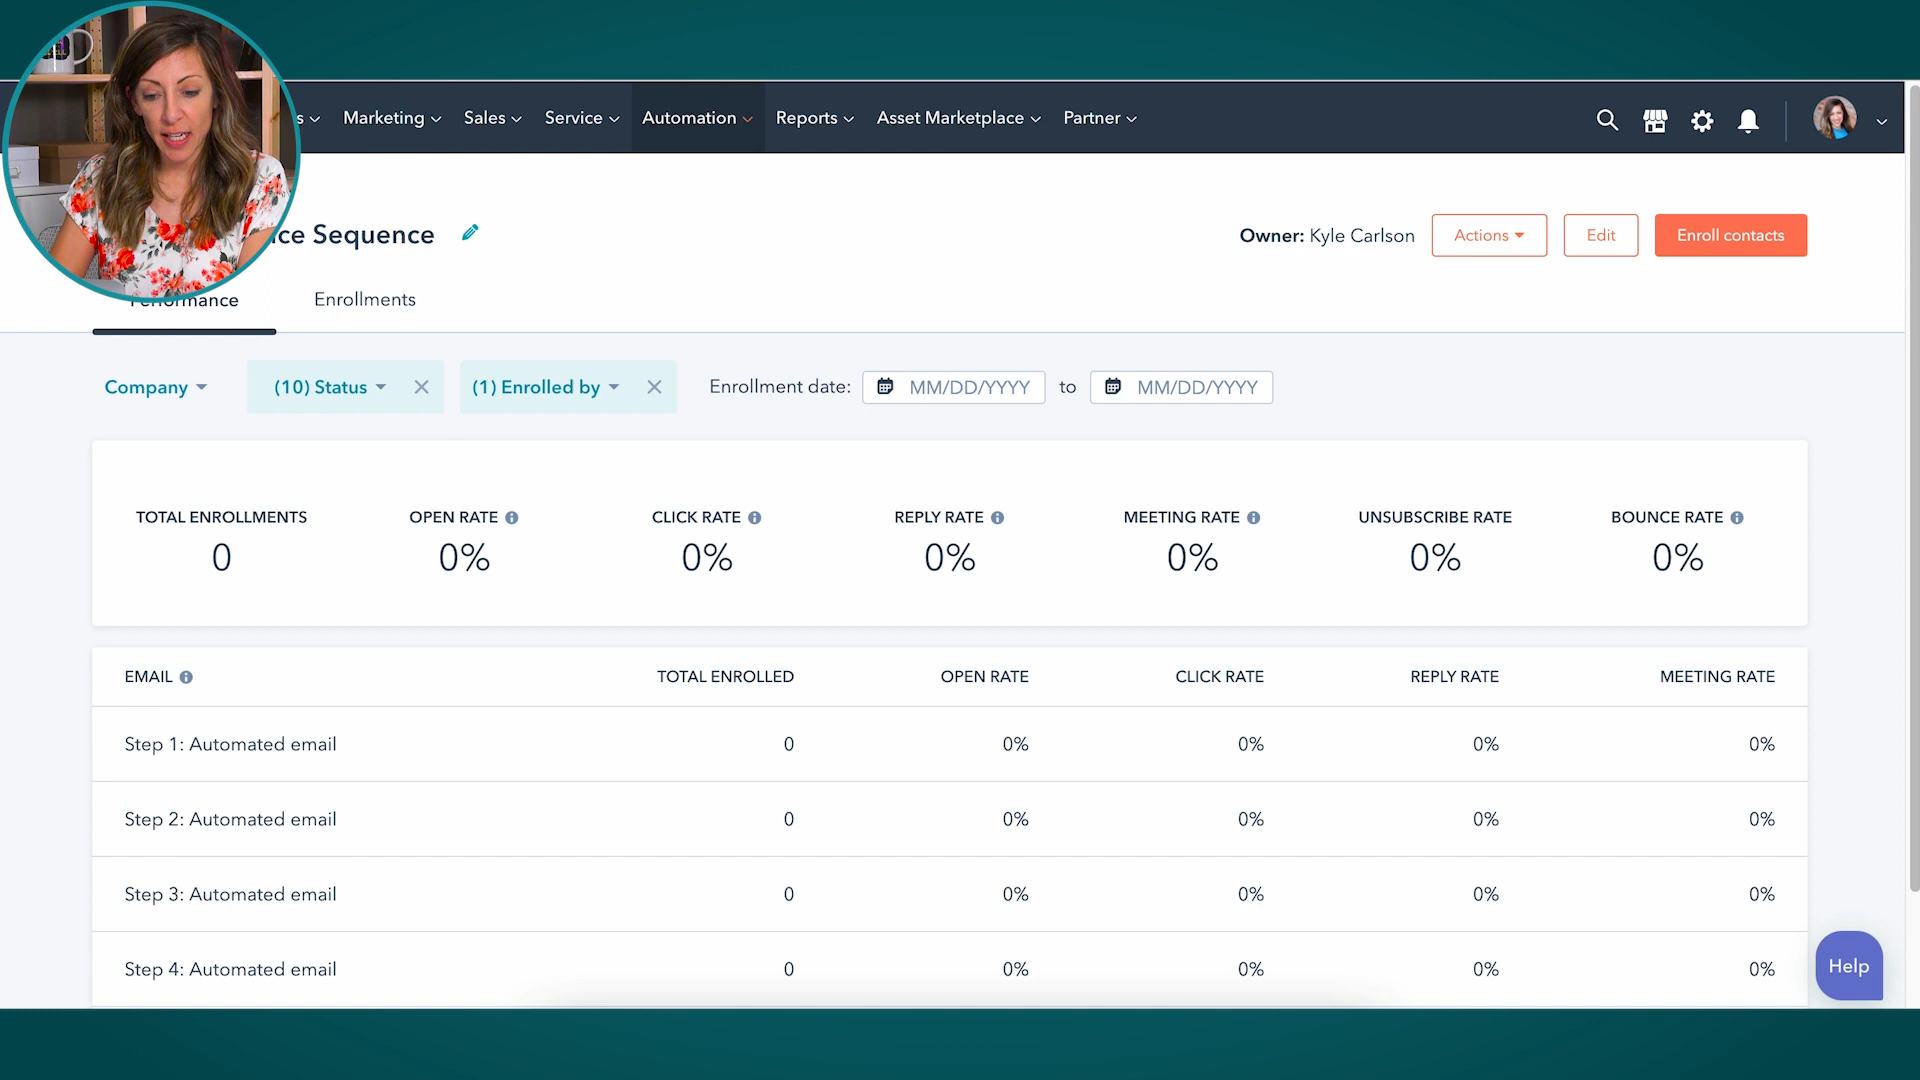 Marketing Sales Service Automation Reports Asset Marketplace Partner
Sequence
Owner: Kyle Carlson Actions Edit Enroll contacts
Performance Enrollments
Company (10) Status (1) Enrolled by Enrollment date: MM/DD/YYYY to MM/DD/YYYY
TOTAL ENROLLMENTS OPEN RATE CLICK RATE REPLY RATE MEETING RATE UNSUBSCRIBE RATE BOUNCE RATE
0 0% 0% 0% 0% 0% 0%
EMAIL TOTAL ENROLLED OPEN RATE CLICK RATE REPLY RATE MEETING RATE
Step 1: Automated email 0 0% 0% 0% 0%
Step 2: Automated email 0 0% 0% 0% 0%
Step 3: Automated email 0 0% 0% 0% 0%
Step 4: Automated email 0 0% 0% 0% 0%
Help